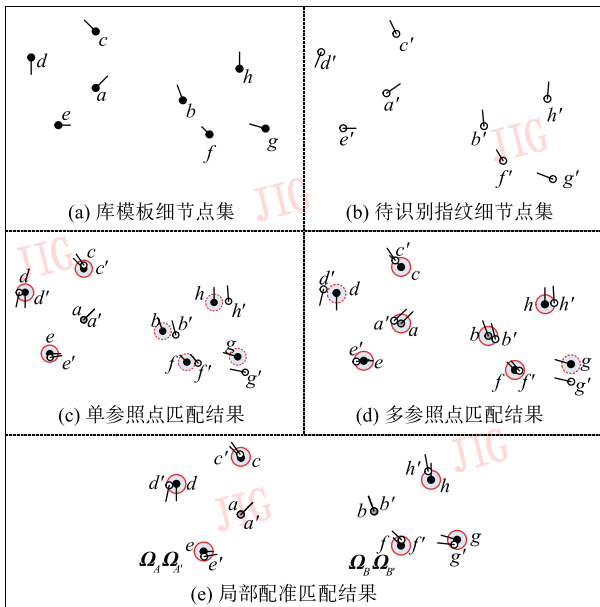 c
d
a
h
b
e
f
g
(a) 库模板细节点集
c′
d′
a′
h′
b′
e′
f′
g′
(b) 待识别指纹细节点集
JIG
JIG
JIG
c
c′
d
d′
a
a′
h
h′
b
b′
e
e′
f
f′
g
g′
(c) 单参照点匹配结果
c′
c
d′
d
a′
a
h
h′
b
b′
e′
e
f
f′
g
g′
(d) 多参照点匹配结果
JIG
JIG
c′
c
d′
d
a
a′
h′
h
b
b′
e
e′
f
f′
g
g′
Ω_A Ω_A′
Ω_B Ω_B′
(e) 局部配准匹配结果